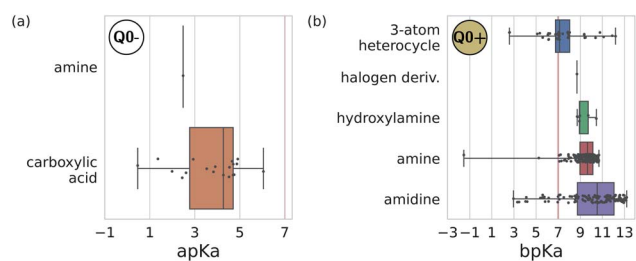 (a)
Q0-
amine
carboxylic
acid
−1 1 3 5 7
apKa
(b)
Q0+
3-atom
heterocycle
halogen deriv.
hydroxylamine
amine
amidine
−3−1 1 3 5 7 9 11 13
bpKa